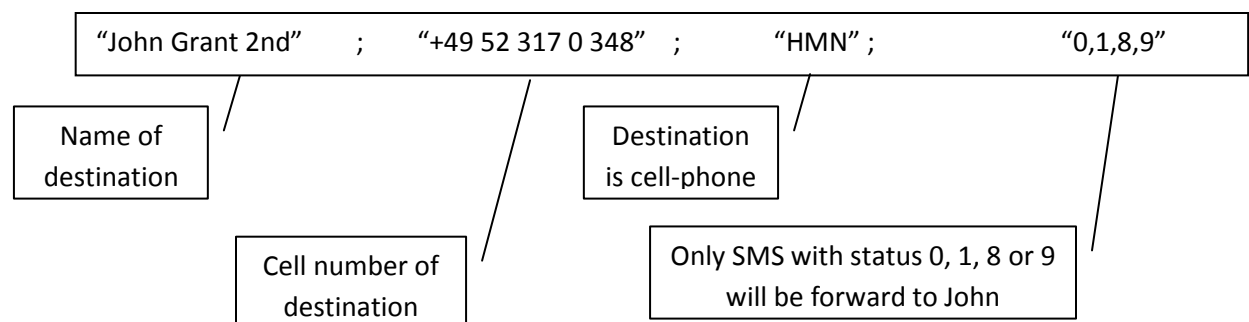 “John Grant 2nd” ; “+49 52 317 0 348” ; “HMN” ; “0,1,8,9”
Name of
destination
Destination
is cell-phone
Cell number of
destination
Only SMS with status 0, 1, 8 or 9
will be forward to John